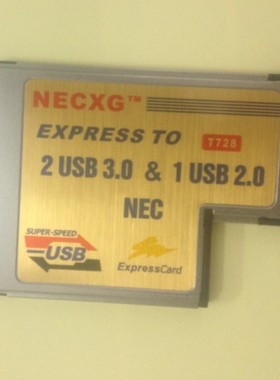 NECXG™
EXPRESS TO T728
2 USB 3.0 & 1 USB 2.0
NEC
SUPER-SPEED
USB
ExpressCard